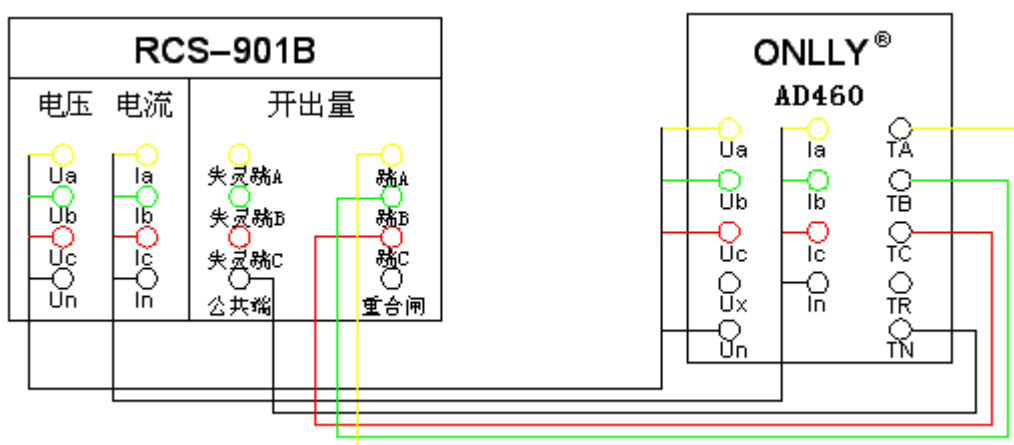 RCS-901B
电压 电流 开出量
Ua Ia 失灵跳A 跳A
Ub Ib 失灵跳B 跳B
Uc Ic 失灵跳C 跳C
Un In 公共端 重合闸
ONLLY®
AD460
Ua Ia TA
Ub Ib TB
Uc Ic TC
Ux In TR
Un TN